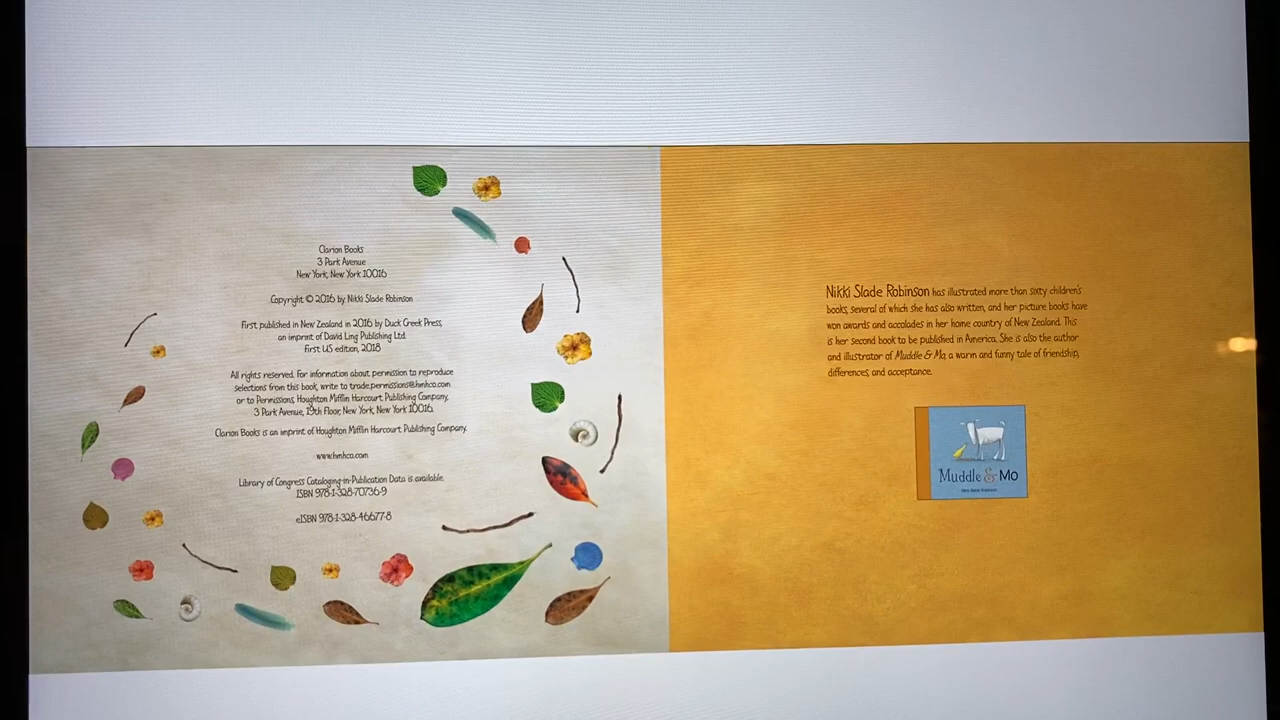 Clarion Books
3 Park Avenue
New York, New York 10016
Copyright © 2016 by Nikki Slade Robinson
First published in New Zealand in 2016 by Duck Creek Press,
an imprint of David Ling Publishing Ltd.
First US edition, 2018
All rights reserved. For information about permission to reproduce
selections from this book, write to trade.permissions@hmhco.com
or to Permissions, Houghton Mifflin Harcourt Publishing Company,
3 Park Avenue, 19th Floor, New York, New York 10016.
Clarion Books is an imprint of Houghton Mifflin Harcourt Publishing Company.
www.hmhco.com
Library of Congress Cataloging-in-Publication Data is available.
ISBN 978-1-328-70736-9
eISBN 978-1-328-46677-8
Nikki Slade Robinson has illustrated more than sixty children's
books, several of which she has also written, and her picture books have
won awards and accolades in her home country of New Zealand. This
is her second book to be published in America. She is also the author
and illustrator of Muddle & Mo, a warm and funny tale of friendship,
differences, and acceptance.
Muddle & Mo
Nikki Slade Robinson